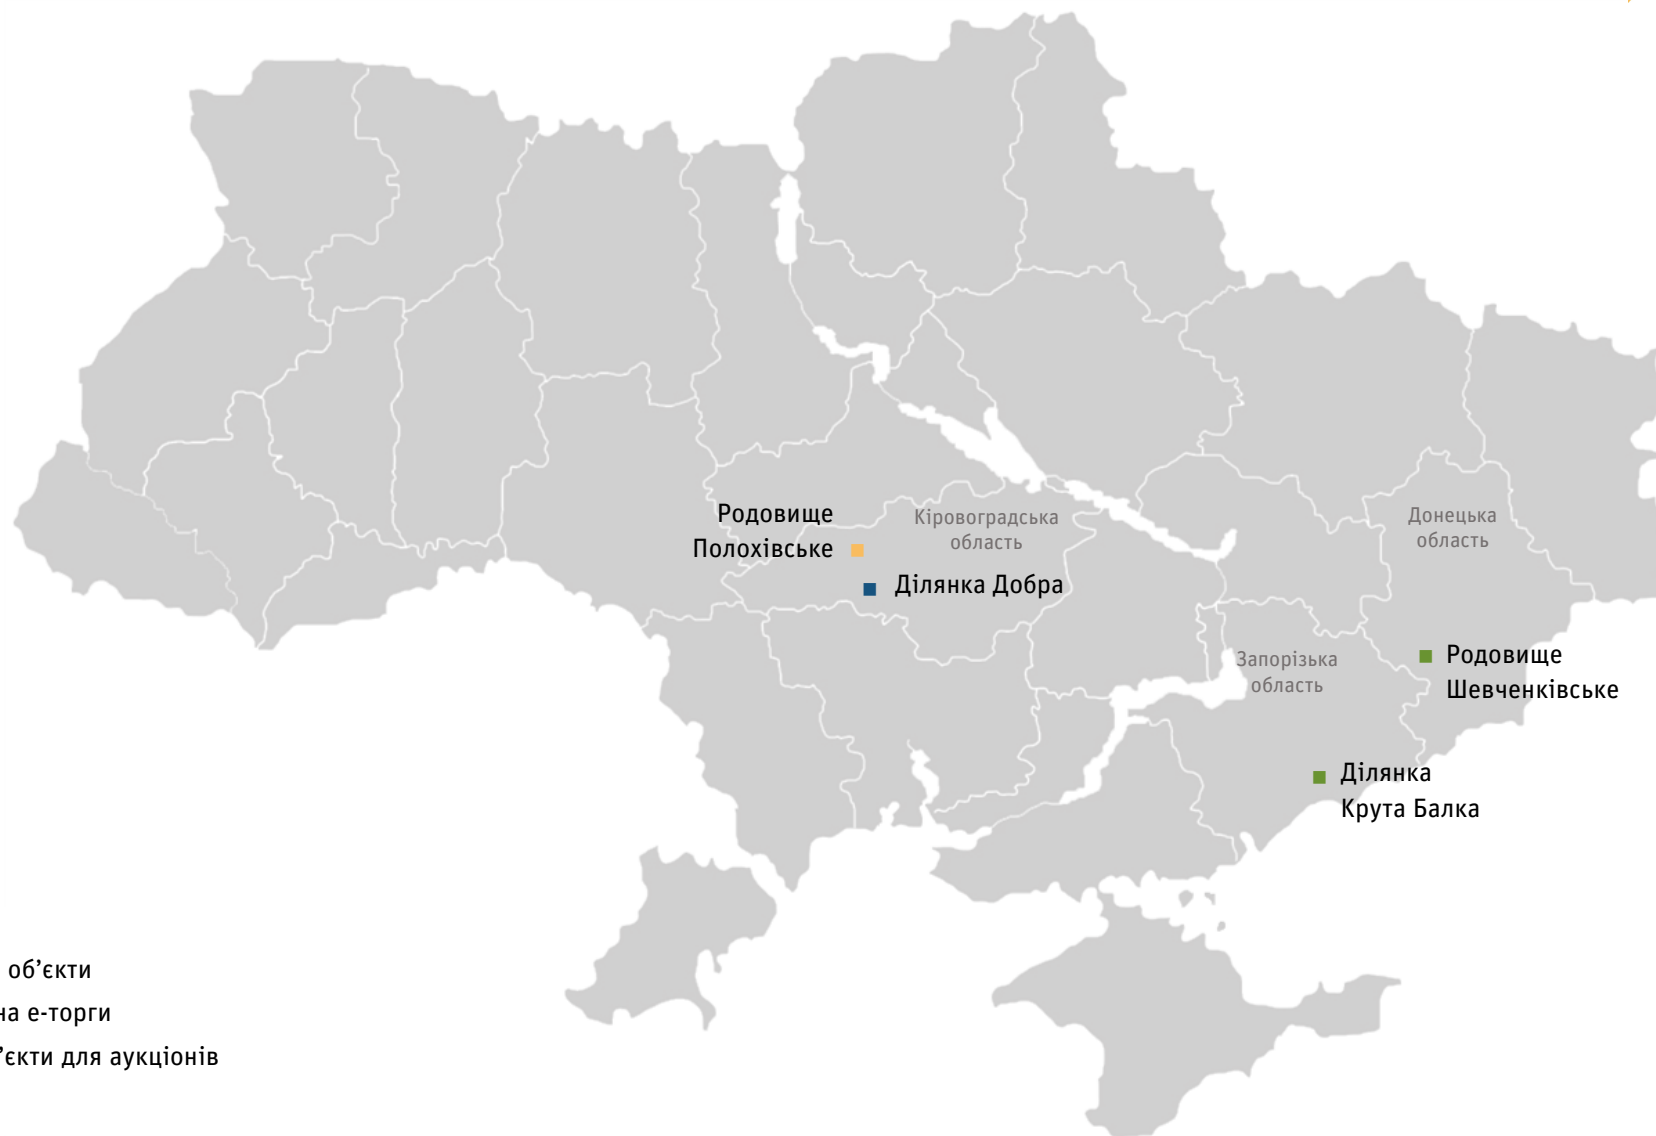 Родовище
Полохівське
Кіровоградська
область
Ділянка Добра
Донецька
область
Запорізька
область
Родовище
Шевченківське
Ділянка
Крута Балка
об’єкти
на е-торги
’єкти для аукціонів